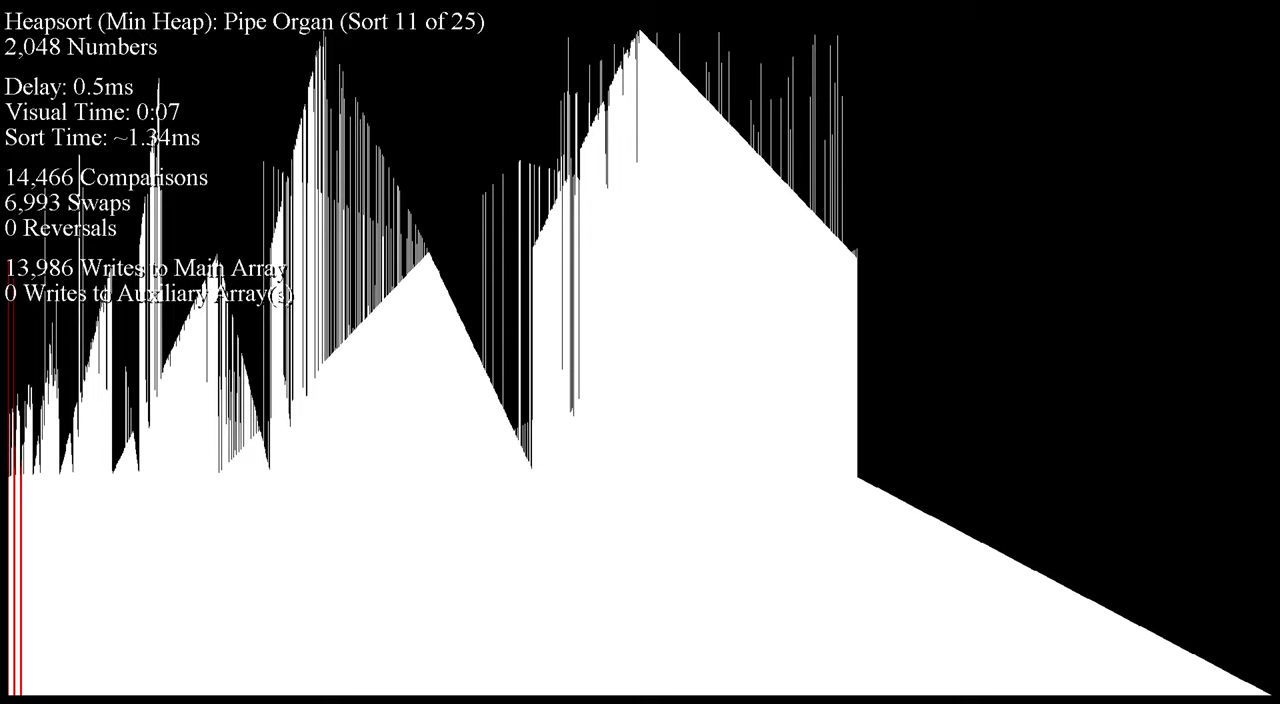 Heapsort (Min Heap): Pipe Organ (Sort 11 of 25)
2,048 Numbers
Delay: 0.5ms
Visual Time: 0:07
Sort Time: ~1.34ms
14,466 Comparisons
6,993 Swaps
0 Reversals
13,986 Writes to Main Array
0 Writes to Auxiliary Array(s)